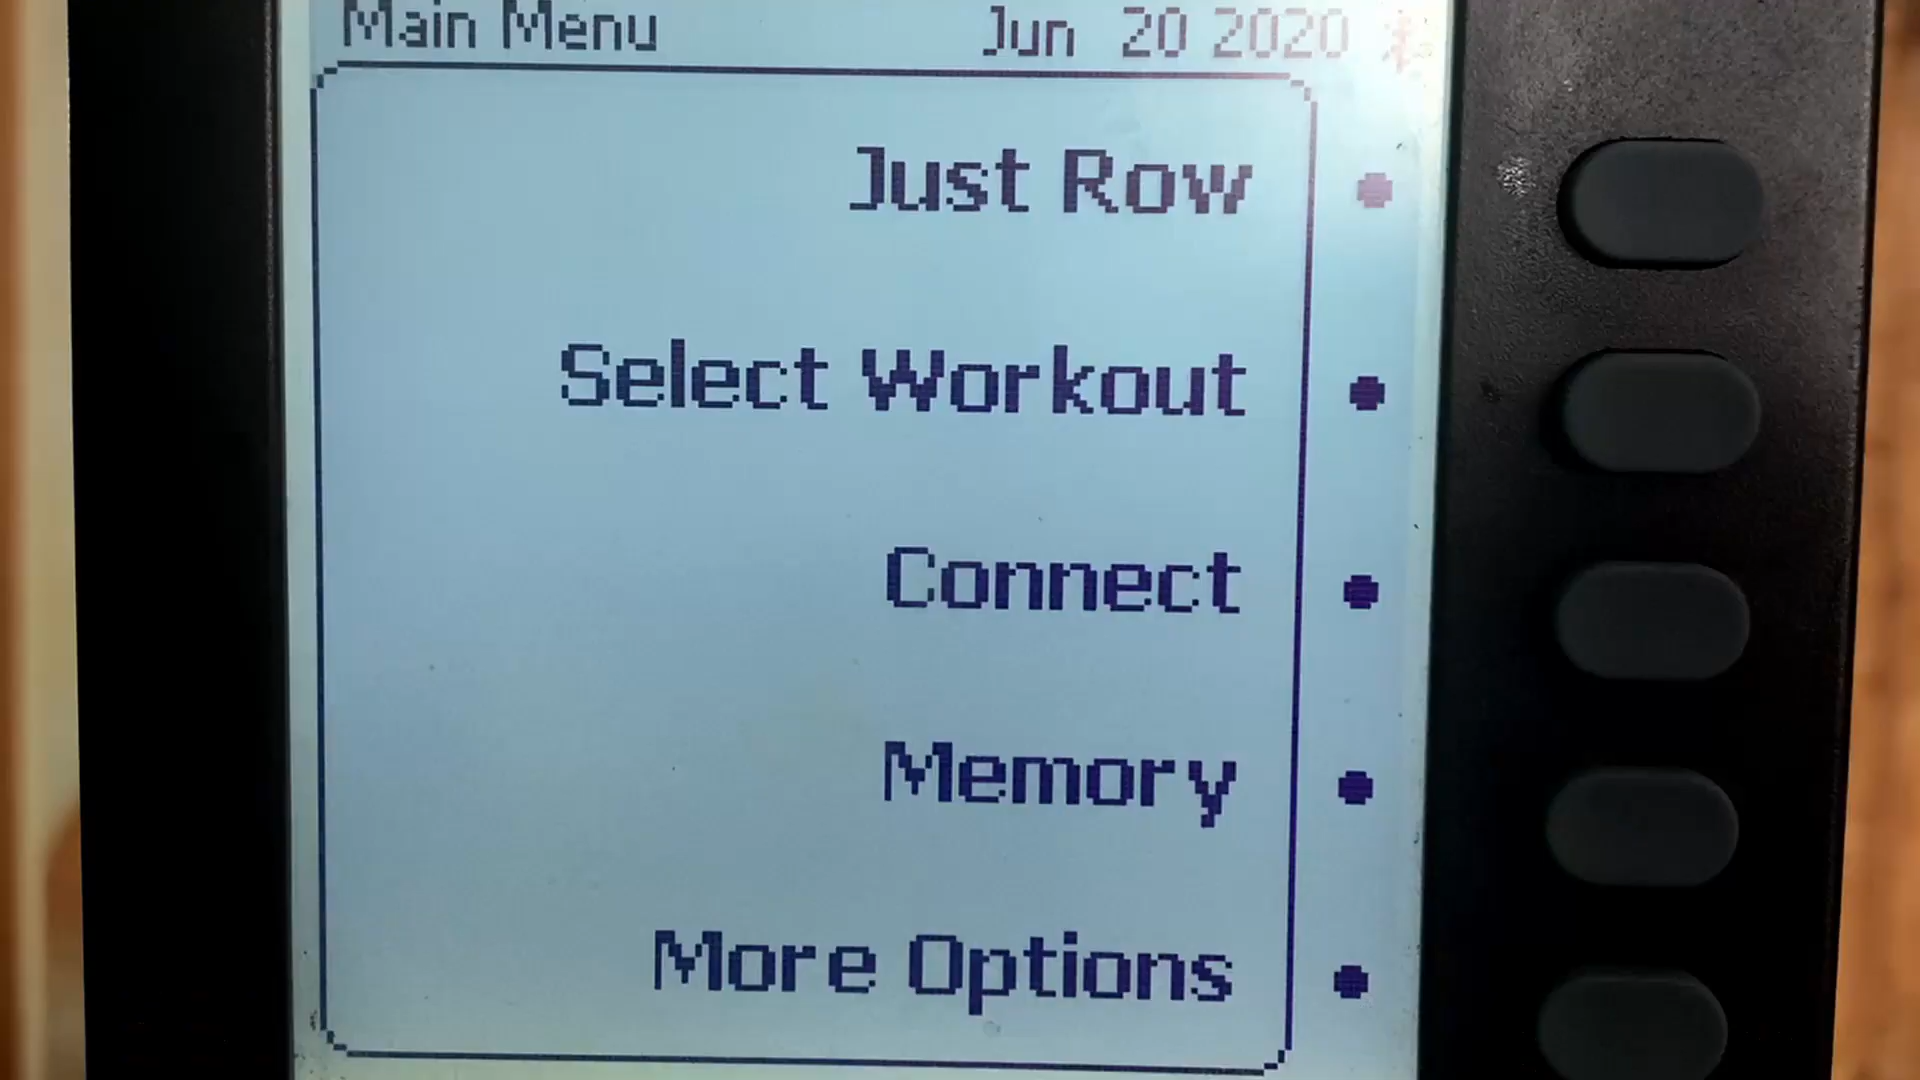 Main Menu Jun 20 2020
Just Row
Select Workout
Connect
Memory
More Options